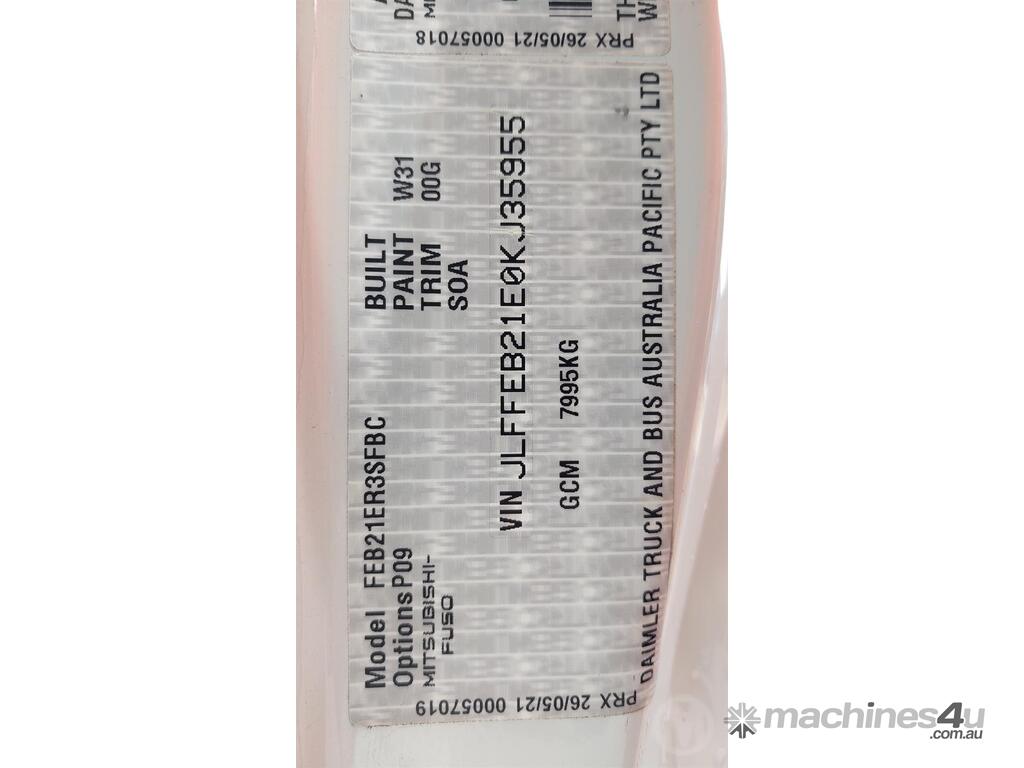 Model FEB21ER3SFBC
Options P09
MITSUBISHI-
FUSO
BUILT
PAINT W31
TRIM 00G
SOA
VIN JLFFEB21E0KJ35955
GCM 7995KG
DAIMLER TRUCK AND BUS AUSTRALIA PACIFIC PTY LTD
PRX 26/05/21 00057019
PRX 26/05/21 00057018
machines4u
.com.au